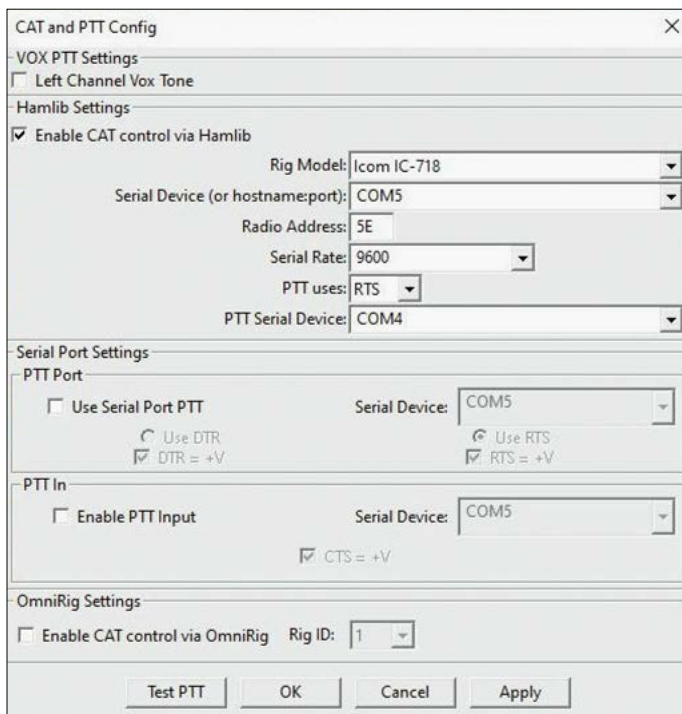 CAT and PTT Config
VOX PTT Settings
Left Channel Vox Tone
Hamlib Settings
Enable CAT control via Hamlib
Rig Model: Icom IC-718
Serial Device (or hostname:port): COM5
Radio Address: 5E
Serial Rate: 9600
PTT uses: RTS
PTT Serial Device: COM4
Serial Port Settings
PTT Port
Use Serial Port PTT Serial Device: COM5
Use DTR Use RTS
DTR = +V RTS = +V
PTT In
Enable PTT Input Serial Device: COM5
CTS = +V
OmniRig Settings
Enable CAT control via OmniRig Rig ID: 1
Test PTT OK Cancel Apply